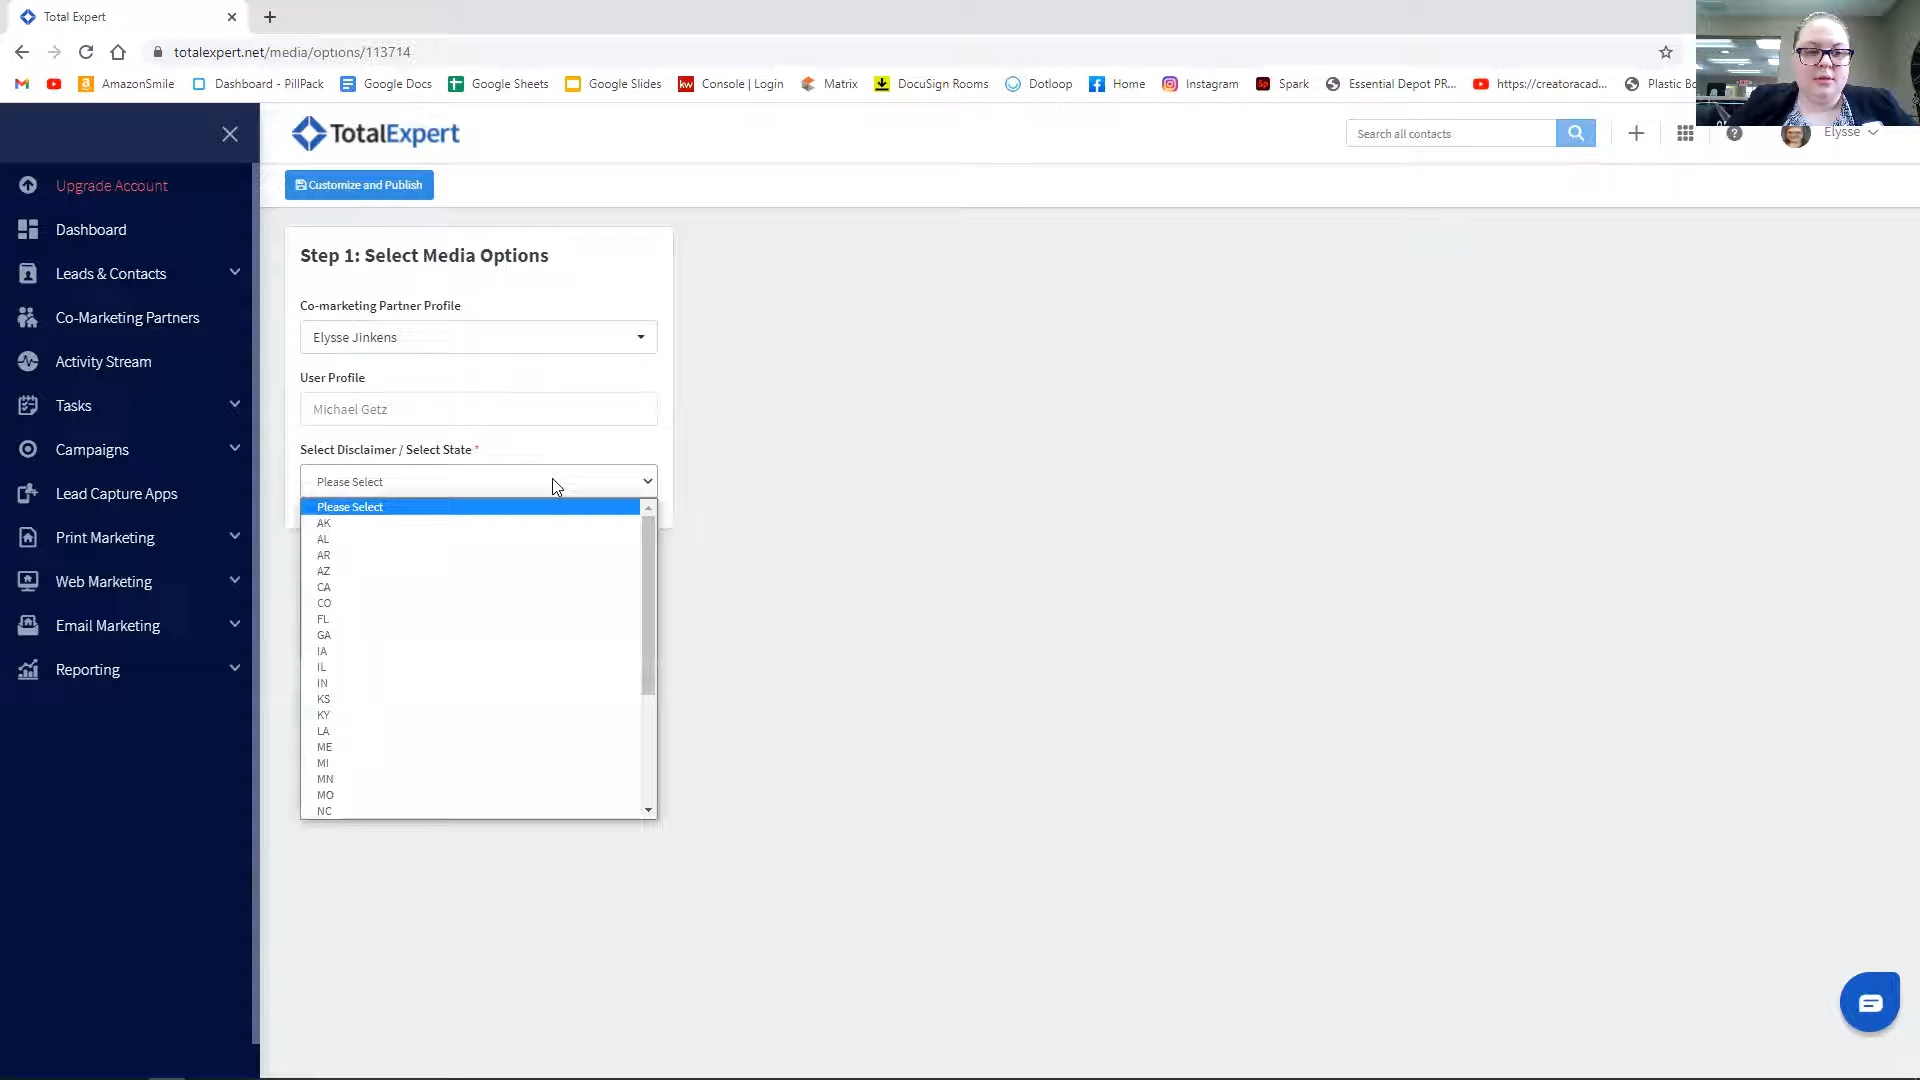 Total Expert
totalexpert.net/media/options/113714
AmazonSmile
Dashboard - PillPack
Google Docs
Google Sheets
Google Slides
kw
Console | Login
Matrix
DocuSign Rooms
Dotloop
Home
Instagram
Sp
Spark
Essential Depot PR...
https://creatoracad...
Plastic Bo
TotalExpert
Search all contacts
Elysse
Upgrade Account
Customize and Publish
Dashboard
Leads & Contacts
Co-Marketing Partners
Activity Stream
Tasks
Campaigns
Lead Capture Apps
Print Marketing
Web Marketing
Email Marketing
Reporting
Step 1: Select Media Options
Co-marketing Partner Profile
Elysse Jinkens
User Profile
Michael Getz
Select Disclaimer / Select State *
Please Select
Please Select
AK
AL
AR
AZ
CA
CO
FL
GA
IA
IL
IN
KS
KY
LA
ME
MI
MN
MO
NC